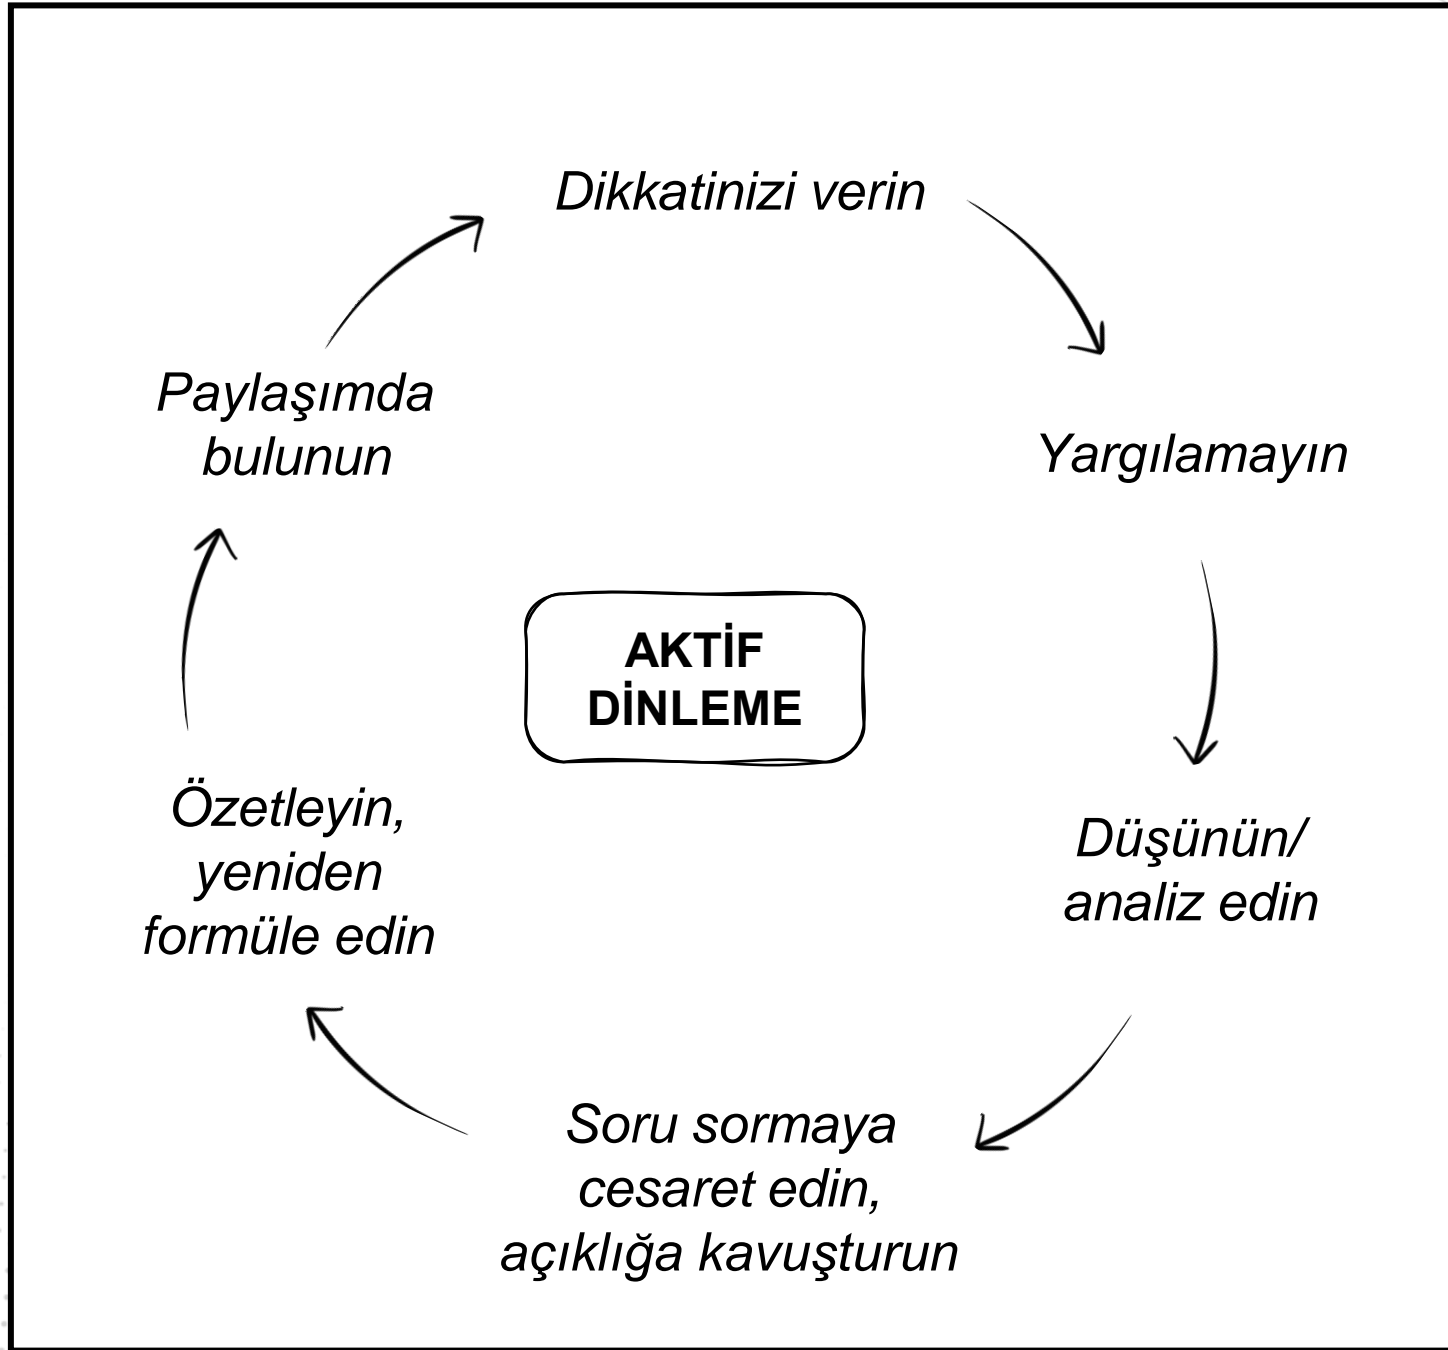 Dikkatinizi verin
Yargılamayın
Düşünün/
analiz edin
Soru sormaya
cesaret edin,
açıklığa kavuşturun
Özetleyin,
yeniden
formüle edin
Paylaşımda
bulunun
AKTİF
DİNLEME